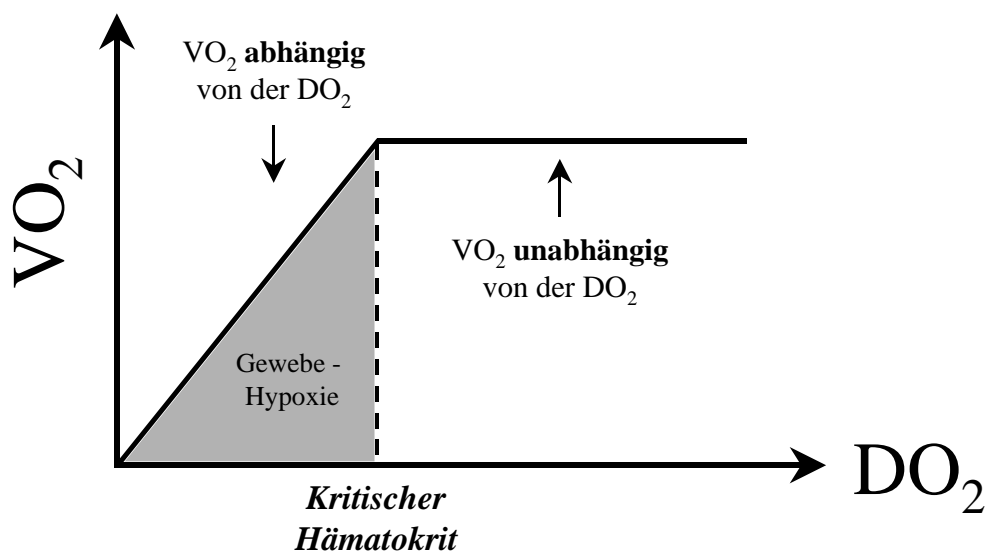 VO₂ abhängig
von der DO₂
VO₂
VO₂ unabhängig
von der DO₂
Gewebe -
Hypoxie
DO₂
Kritischer
Hämatokrit